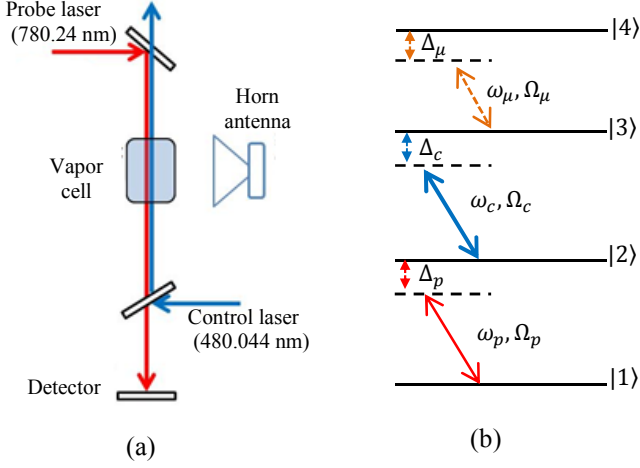 Probe laser
(780.24 nm)
Horn
antenna
Vapor
cell
Control laser
(480.044 nm)
Detector
(a)
|4⟩
Δμ
ωμ, Ωμ
|3⟩
Δc
ωc, Ωc
|2⟩
Δp
ωp, Ωp
|1⟩
(b)